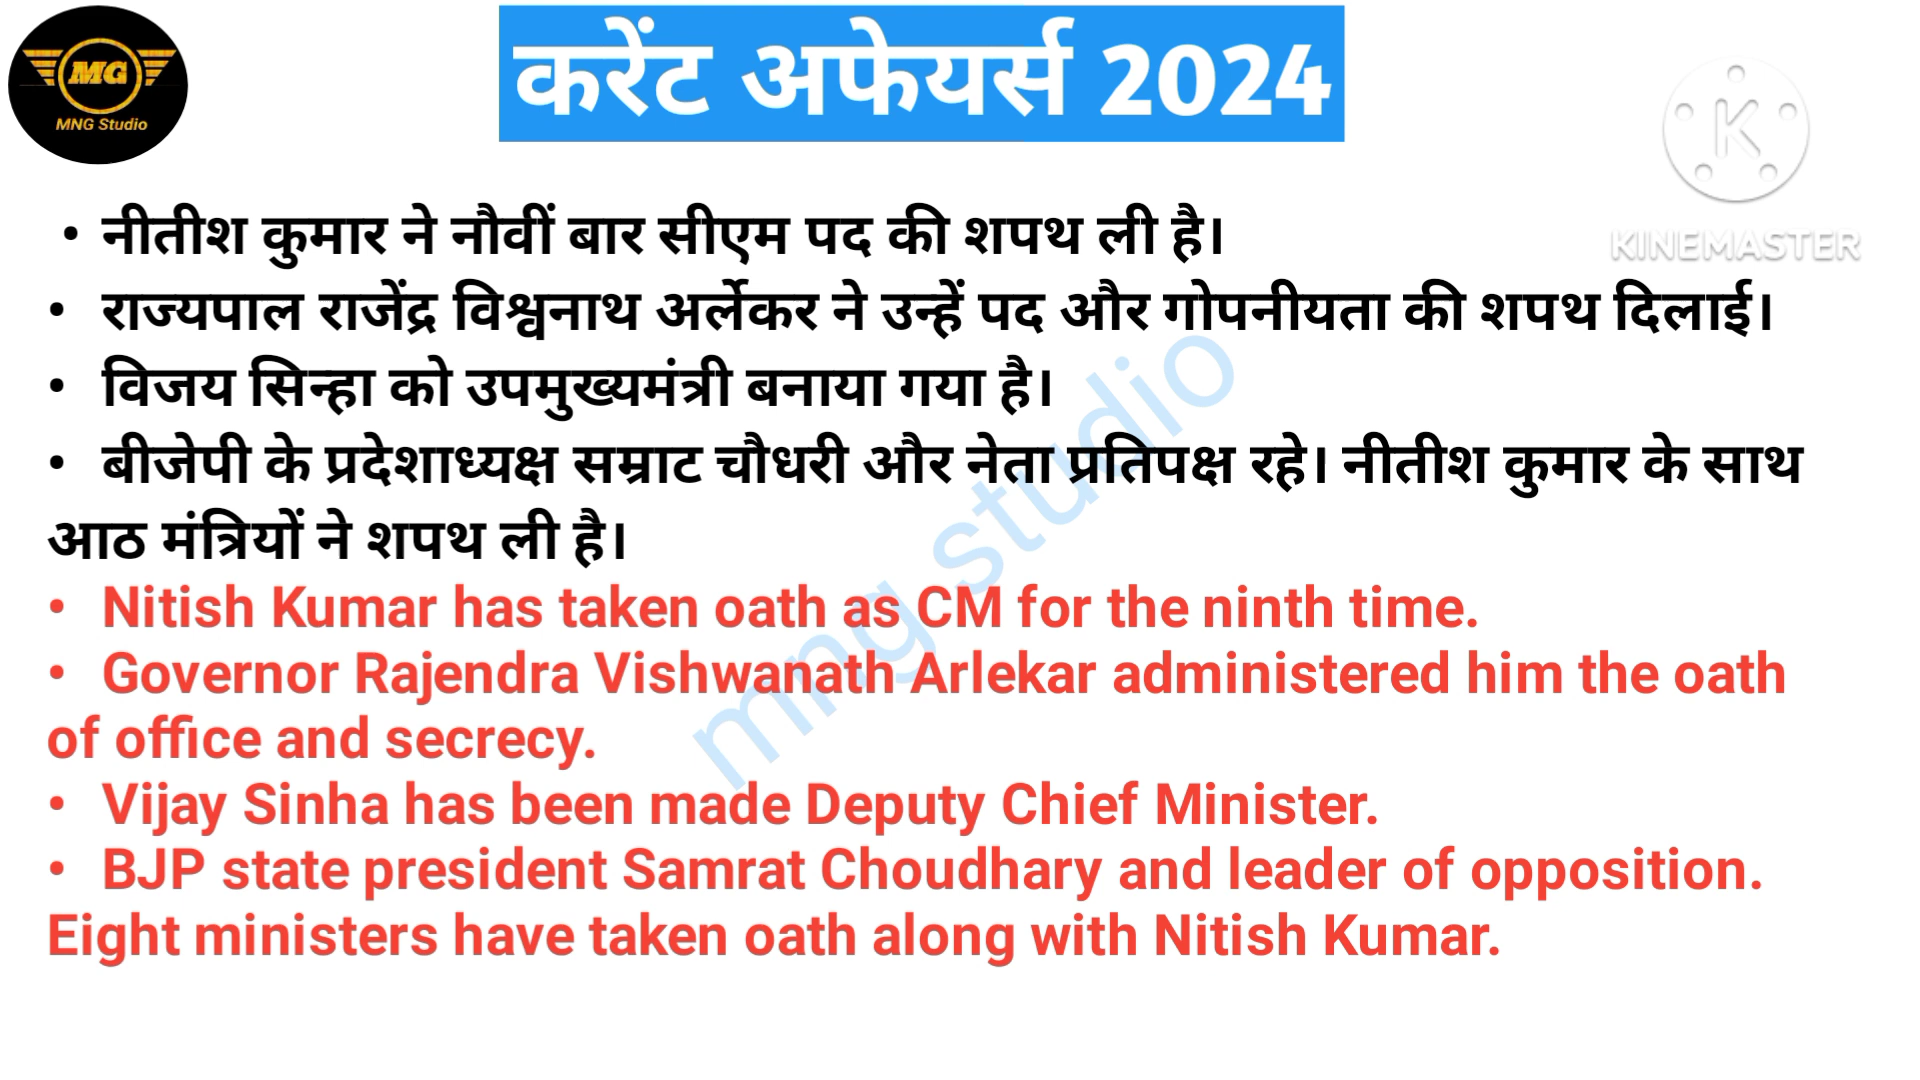 MG
MNG Studio
करेंट अफेयर्स 2024
K
KINEMASTER
• नीतीश कुमार ने नौवीं बार सीएम पद की शपथ ली है।
• राज्यपाल राजेंद्र विश्वनाथ अर्लेकर ने उन्हें पद और गोपनीयता की शपथ दिलाई।
• विजय सिन्हा को उपमुख्यमंत्री बनाया गया है।
• बीजेपी के प्रदेशाध्यक्ष सम्राट चौधरी और नेता प्रतिपक्ष रहे। नीतीश कुमार के साथ
आठ मंत्रियों ने शपथ ली है।
• Nitish Kumar has taken oath as CM for the ninth time.
• Governor Rajendra Vishwanath Arlekar administered him the oath
of office and secrecy.
• Vijay Sinha has been made Deputy Chief Minister.
• BJP state president Samrat Choudhary and leader of opposition.
Eight ministers have taken oath along with Nitish Kumar.
mng studio